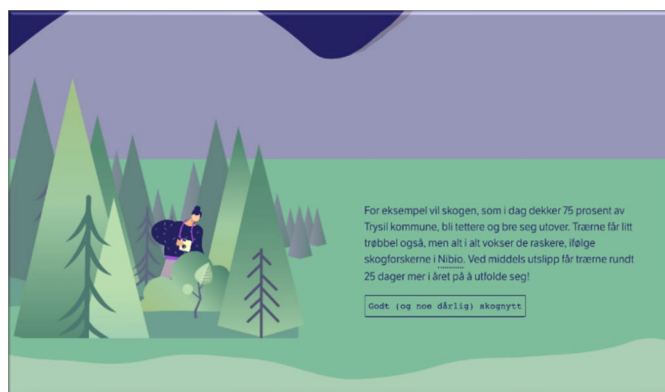 For eksempel vil skogen, som i dag dekker 75 prosent av
Trysil kommune, bli tettere og bre seg utover. Trærne får litt
trøbbel også, men alt i alt vokser de raskere, ifølge
skogforskerne i Nibio. Ved middels utslipp får trærne rundt
25 dager mer i året på å utfolde seg!
Godt (og noe dårlig) skognytt